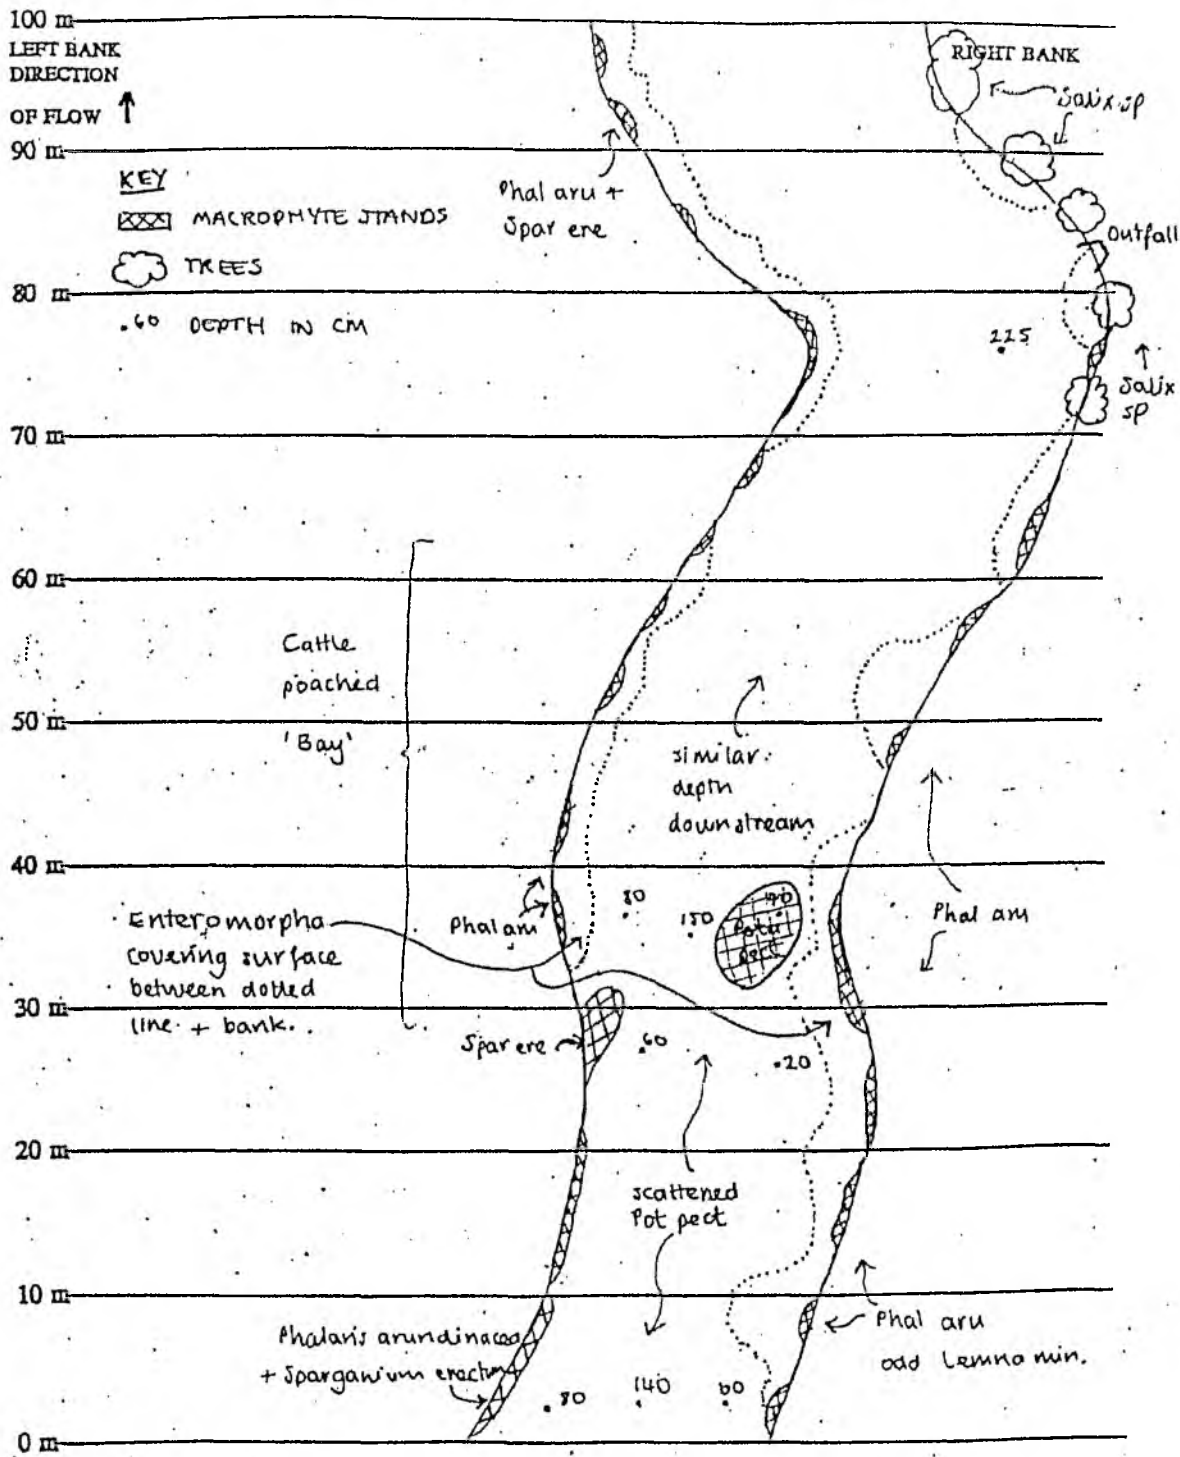 100 m
LEFT BANK
DIRECTION
OF FLOW
RIGHT BANK
Salix sp
90 m
KEY
MACROPHYTE STANDS
TREES
.60 DEPTH IN CM
Phal aru +
Spar ere
Outfall
80 m
225
Salix
sp
70 m
60 m
Cattle
poached
'Bay'
50 m
similar
depth
downstream
40 m
Enteromorpha
covering surface
between dotted
line + bank.
Phal aru
80
150
190
Pot
pect
Phal aru
30 m
Spar ere
60
20
20 m
scattered
Pot pect
10 m
Phalaris arundinacea
+ Sparganium erectum
Phal aru
odd Lemna min.
80
140
60
0 m